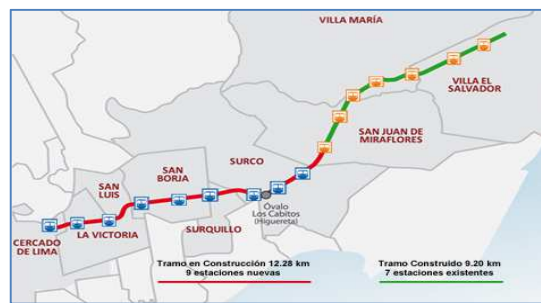 VILLA MARÍA
VILLA EL
SALVADOR
SAN JUAN DE
MIRAFLORES
SURCO
SAN
BORJA
SAN
LUIS
Óvalo
Los Cabitos
(Higuereta)
SURQUILLO
LA VICTORIA
CERCADO
DE LIMA
Tramo en Construcción 12.28 km
9 estaciones nuevas
Tramo Construido 9.20 km
7 estaciones existentes